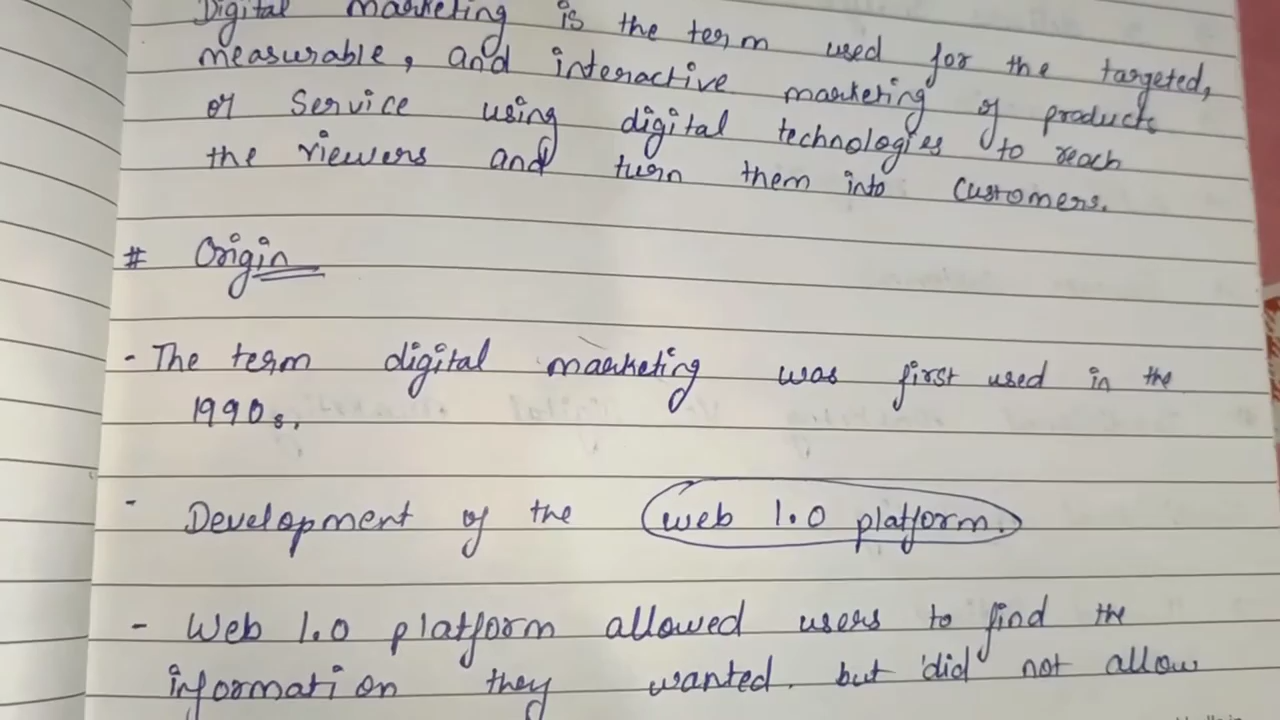 Digital marketing is the term used for the targeted,
measurable, and interactive marketing of products
or Service using digital technologies to reach
the viewers and turn them into Customers.
# Origin
- The term digital marketing was first used in the
1990s.
- Development of the web 1.0 platform.
- Web 1.0 platform allowed users to find the
information they wanted. but did not allow